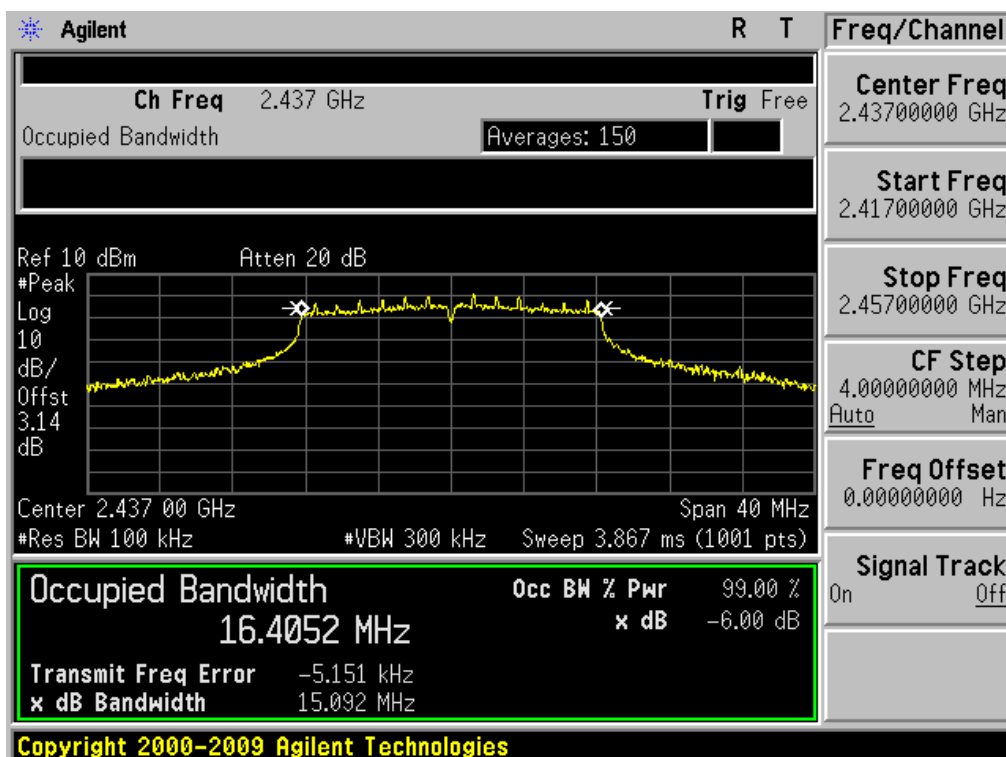 Agilent R T
Ch Freq 2.437 GHz Trig Free
Occupied Bandwidth Averages: 150
Ref 10 dBm Atten 20 dB
#Peak
Log
10
dB/
Offst
3.14
dB
Center 2.437 00 GHz Span 40 MHz
#Res BW 100 kHz #VBW 300 kHz Sweep 3.867 ms (1001 pts)
Occupied Bandwidth Occ BW % Pwr 99.00 %
16.4052 MHz x dB -6.00 dB
Transmit Freq Error -5.151 kHz
x dB Bandwidth 15.092 MHz
Copyright 2000-2009 Agilent Technologies
Freq/Channel
Center Freq
2.43700000 GHz
Start Freq
2.41700000 GHz
Stop Freq
2.45700000 GHz
CF Step
4.00000000 MHz
Auto Man
Freq Offset
0.00000000 Hz
Signal Track
On Off